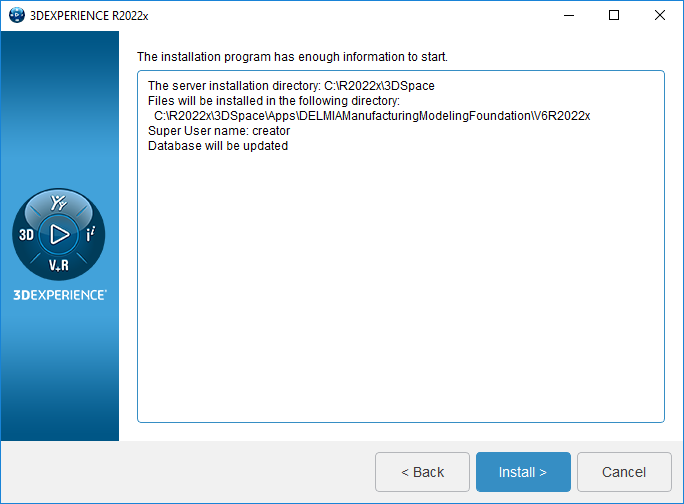 3DEXPERIENCE R2022x
The installation program has enough information to start.
The server installation directory: C:\R2022x\3DSpace
Files will be installed in the following directory:
C:\R2022x\3DSpace\Apps\DELMIAManufacturingModelingFoundation\V6R2022x
Super User name: creator
Database will be updated
3D
i
V+R
3DEXPERIENCE
< Back
Install >
Cancel